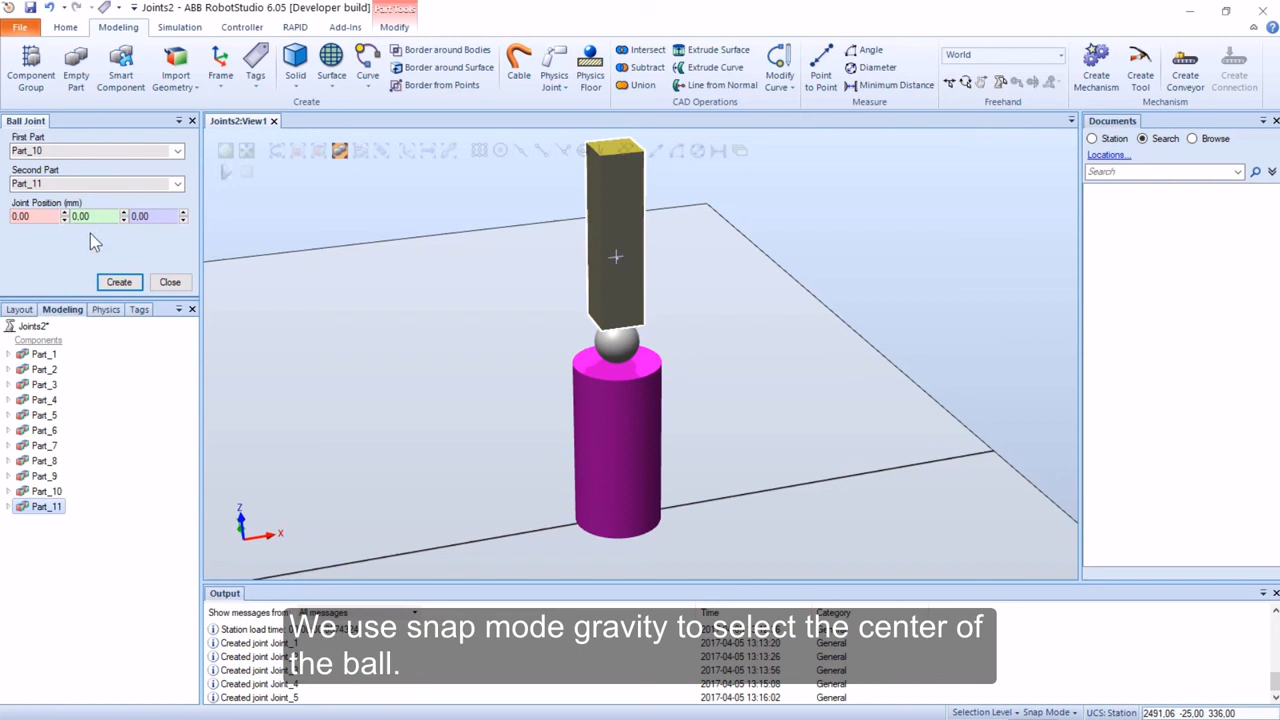 Joints2 - ABB RobotStudio 6.05 [Developer build]
Part Tools
File
Home
Modeling
Simulation
Controller
RAPID
Add-Ins
Modify
Component Group
Empty Part
Smart Component
Import Geometry
Frame
Tags
Solid
Surface
Curve
Border around Bodies
Border around Surface
Border from Points
Create
Cable
Physics Joint
Physics Floor
Intersect
Subtract
Union
Extrude Surface
Extrude Curve
Line from Normal
Modify Curve
CAD Operations
Point to Point
Angle
Diameter
Minimum Distance
Measure
World
Freehand
Create Mechanism
Create Tool
Create Conveyor
Create Connection
Mechanism
Ball Joint
First Part
Part_10
Second Part
Part_11
Joint Position (mm)
0.00 0.00 0.00
Create Close
Layout Modeling Physics Tags
Joints2*
Components
Part_1
Part_2
Part_3
Part_4
Part_5
Part_6
Part_7
Part_8
Part_9
Part_10
Part_11
Joints2:View1
Z
X
Documents
Station Search Browse
Locations...
Search
Output
Show messages from: All messages Time Category
Station load time:
Created joint Joint_1 2017-04-05 13:13:20 General
2017-04-05 13:13:26 General
2017-04-05 13:13:56 General
2017-04-05 13:15:08 General
Created joint Joint_5 2017-04-05 13:16:02 General
We use snap mode gravity to select the center of
the ball.
Selection Level Snap Mode UCS: Station 2491,06 -25,00 336,00